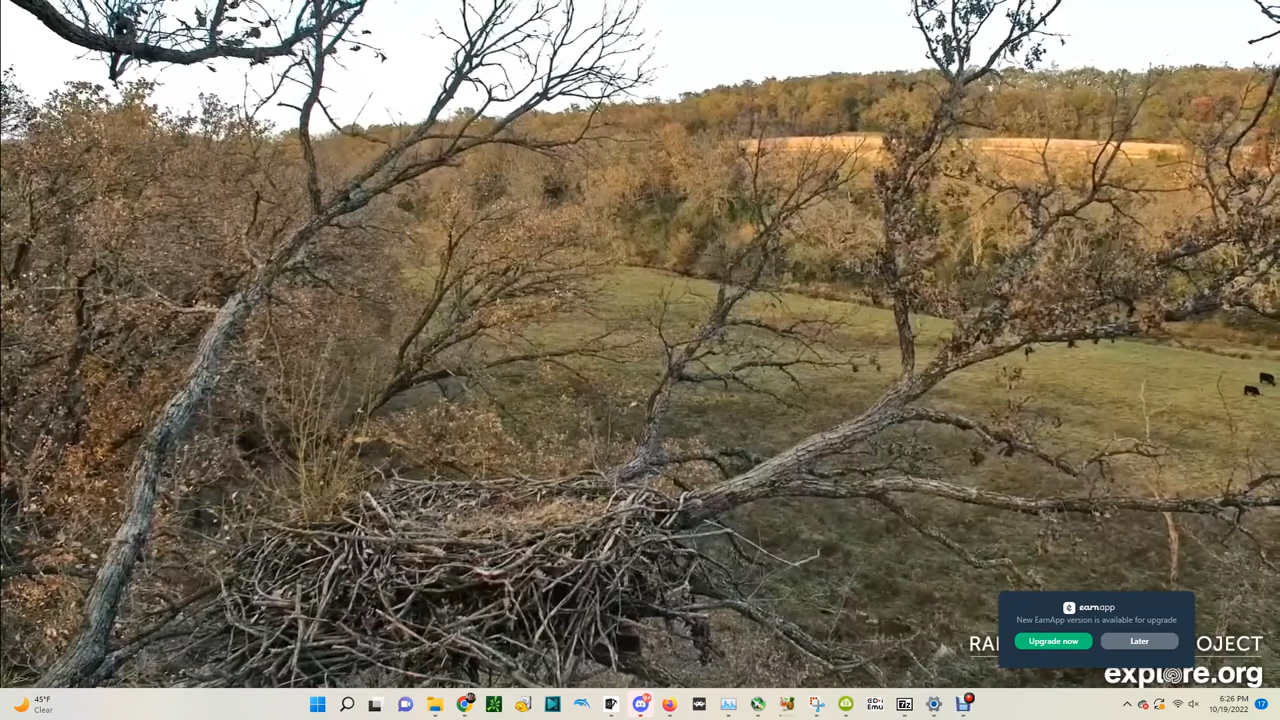 earnapp
New EarnApp version is available for upgrade
Upgrade now
Later
OJECT
explore.org
45°F
Clear
6:26 PM
10/19/2022
17